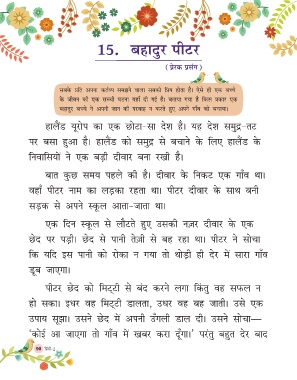 15. बहादुर पीटर
( प्रेरक प्रसंग )
सबके प्रति अपना कर्तव्य समझने वाला सबको प्रिय होता है। ऐसे ही एक बच्चे
के जीवन की एक सच्ची घटना यहाँ दी गई है। बताया गया है किस प्रकार एक
बहादुर बच्चे ने अपनी जान की परवाह न करते हुए अपने गाँव को बचाया।
हालैंड यूरोप का एक छोटा-सा देश है। यह देश समुद्र-तट
पर बसा हुआ है। हालैंड को समुद्र से बचाने के लिए हालैंड के
निवासियों ने एक बड़ी दीवार बना रखी है।
बात कुछ समय पहले की है। दीवार के निकट एक गाँव था।
वहाँ पीटर नाम का लड़का रहता था। पीटर दीवार के साथ बनी
सड़क से अपने स्कूल आता-जाता था।
एक दिन स्कूल से लौटते हुए उसकी नज़र दीवार के एक
छेद पर पड़ी। छेद से पानी तेज़ी से बह रहा था। पीटर ने सोचा
कि यदि इस पानी को रोका न गया तो थोड़ी ही देर में सारा गाँव
डूब जाएगा।
पीटर छेद को मिट्टी से बंद करने लगा किंतु वह सफल न
हो सका। इधर वह मिट्टी डालता, उधर वह बह जाती। उसे एक
उपाय सूझा। उसने छेद में अपनी उँगली डाल दी। उसने सोचा—
'कोई आ जाएगा तो गाँव में खबर करा दूँगा।' परंतु बहुत देर बाद